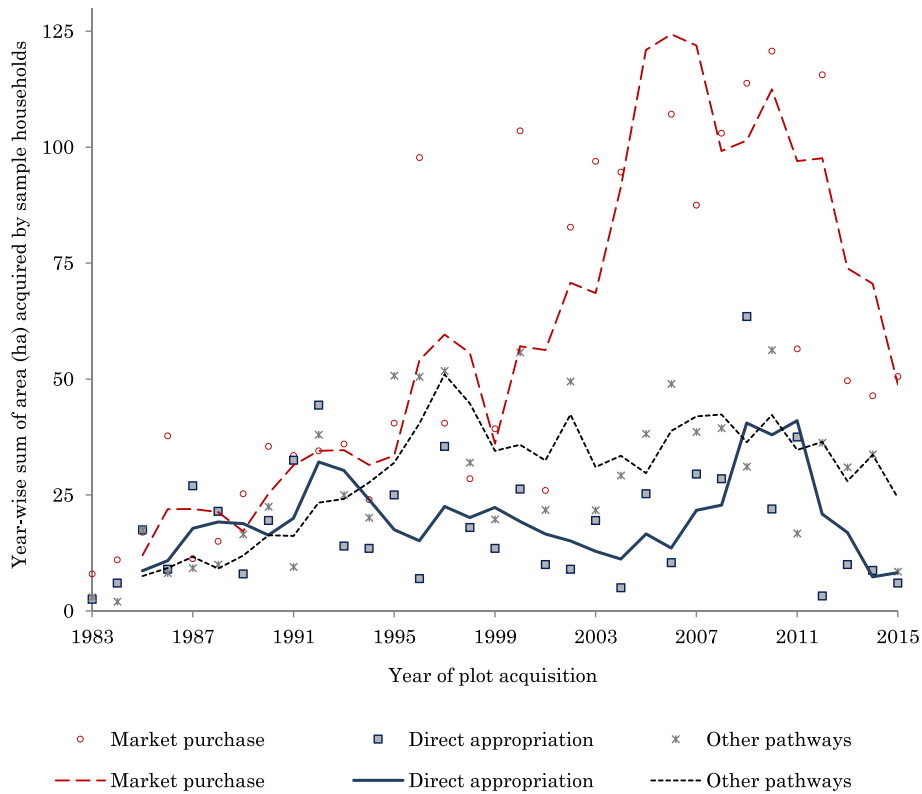 Year-wise sum of area (ha) acquired by sample households
125
100
75
50
25
0
1983 1987 1991 1995 1999 2003 2007 2011 2015
Year of plot acquisition
Market purchase Direct appropriation Other pathways
Market purchase Direct appropriation Other pathways